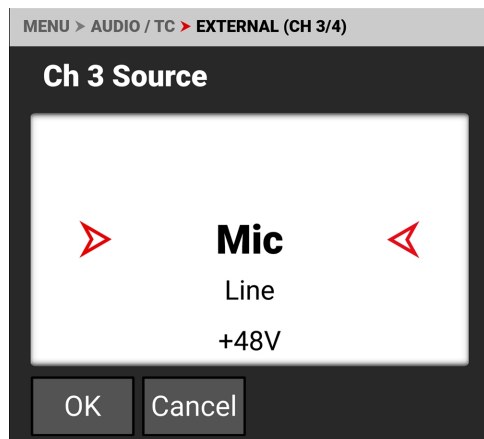 MENU > AUDIO / TC > EXTERNAL (CH 3/4)
Ch 3 Source
Mic
Line
+48V
OK Cancel